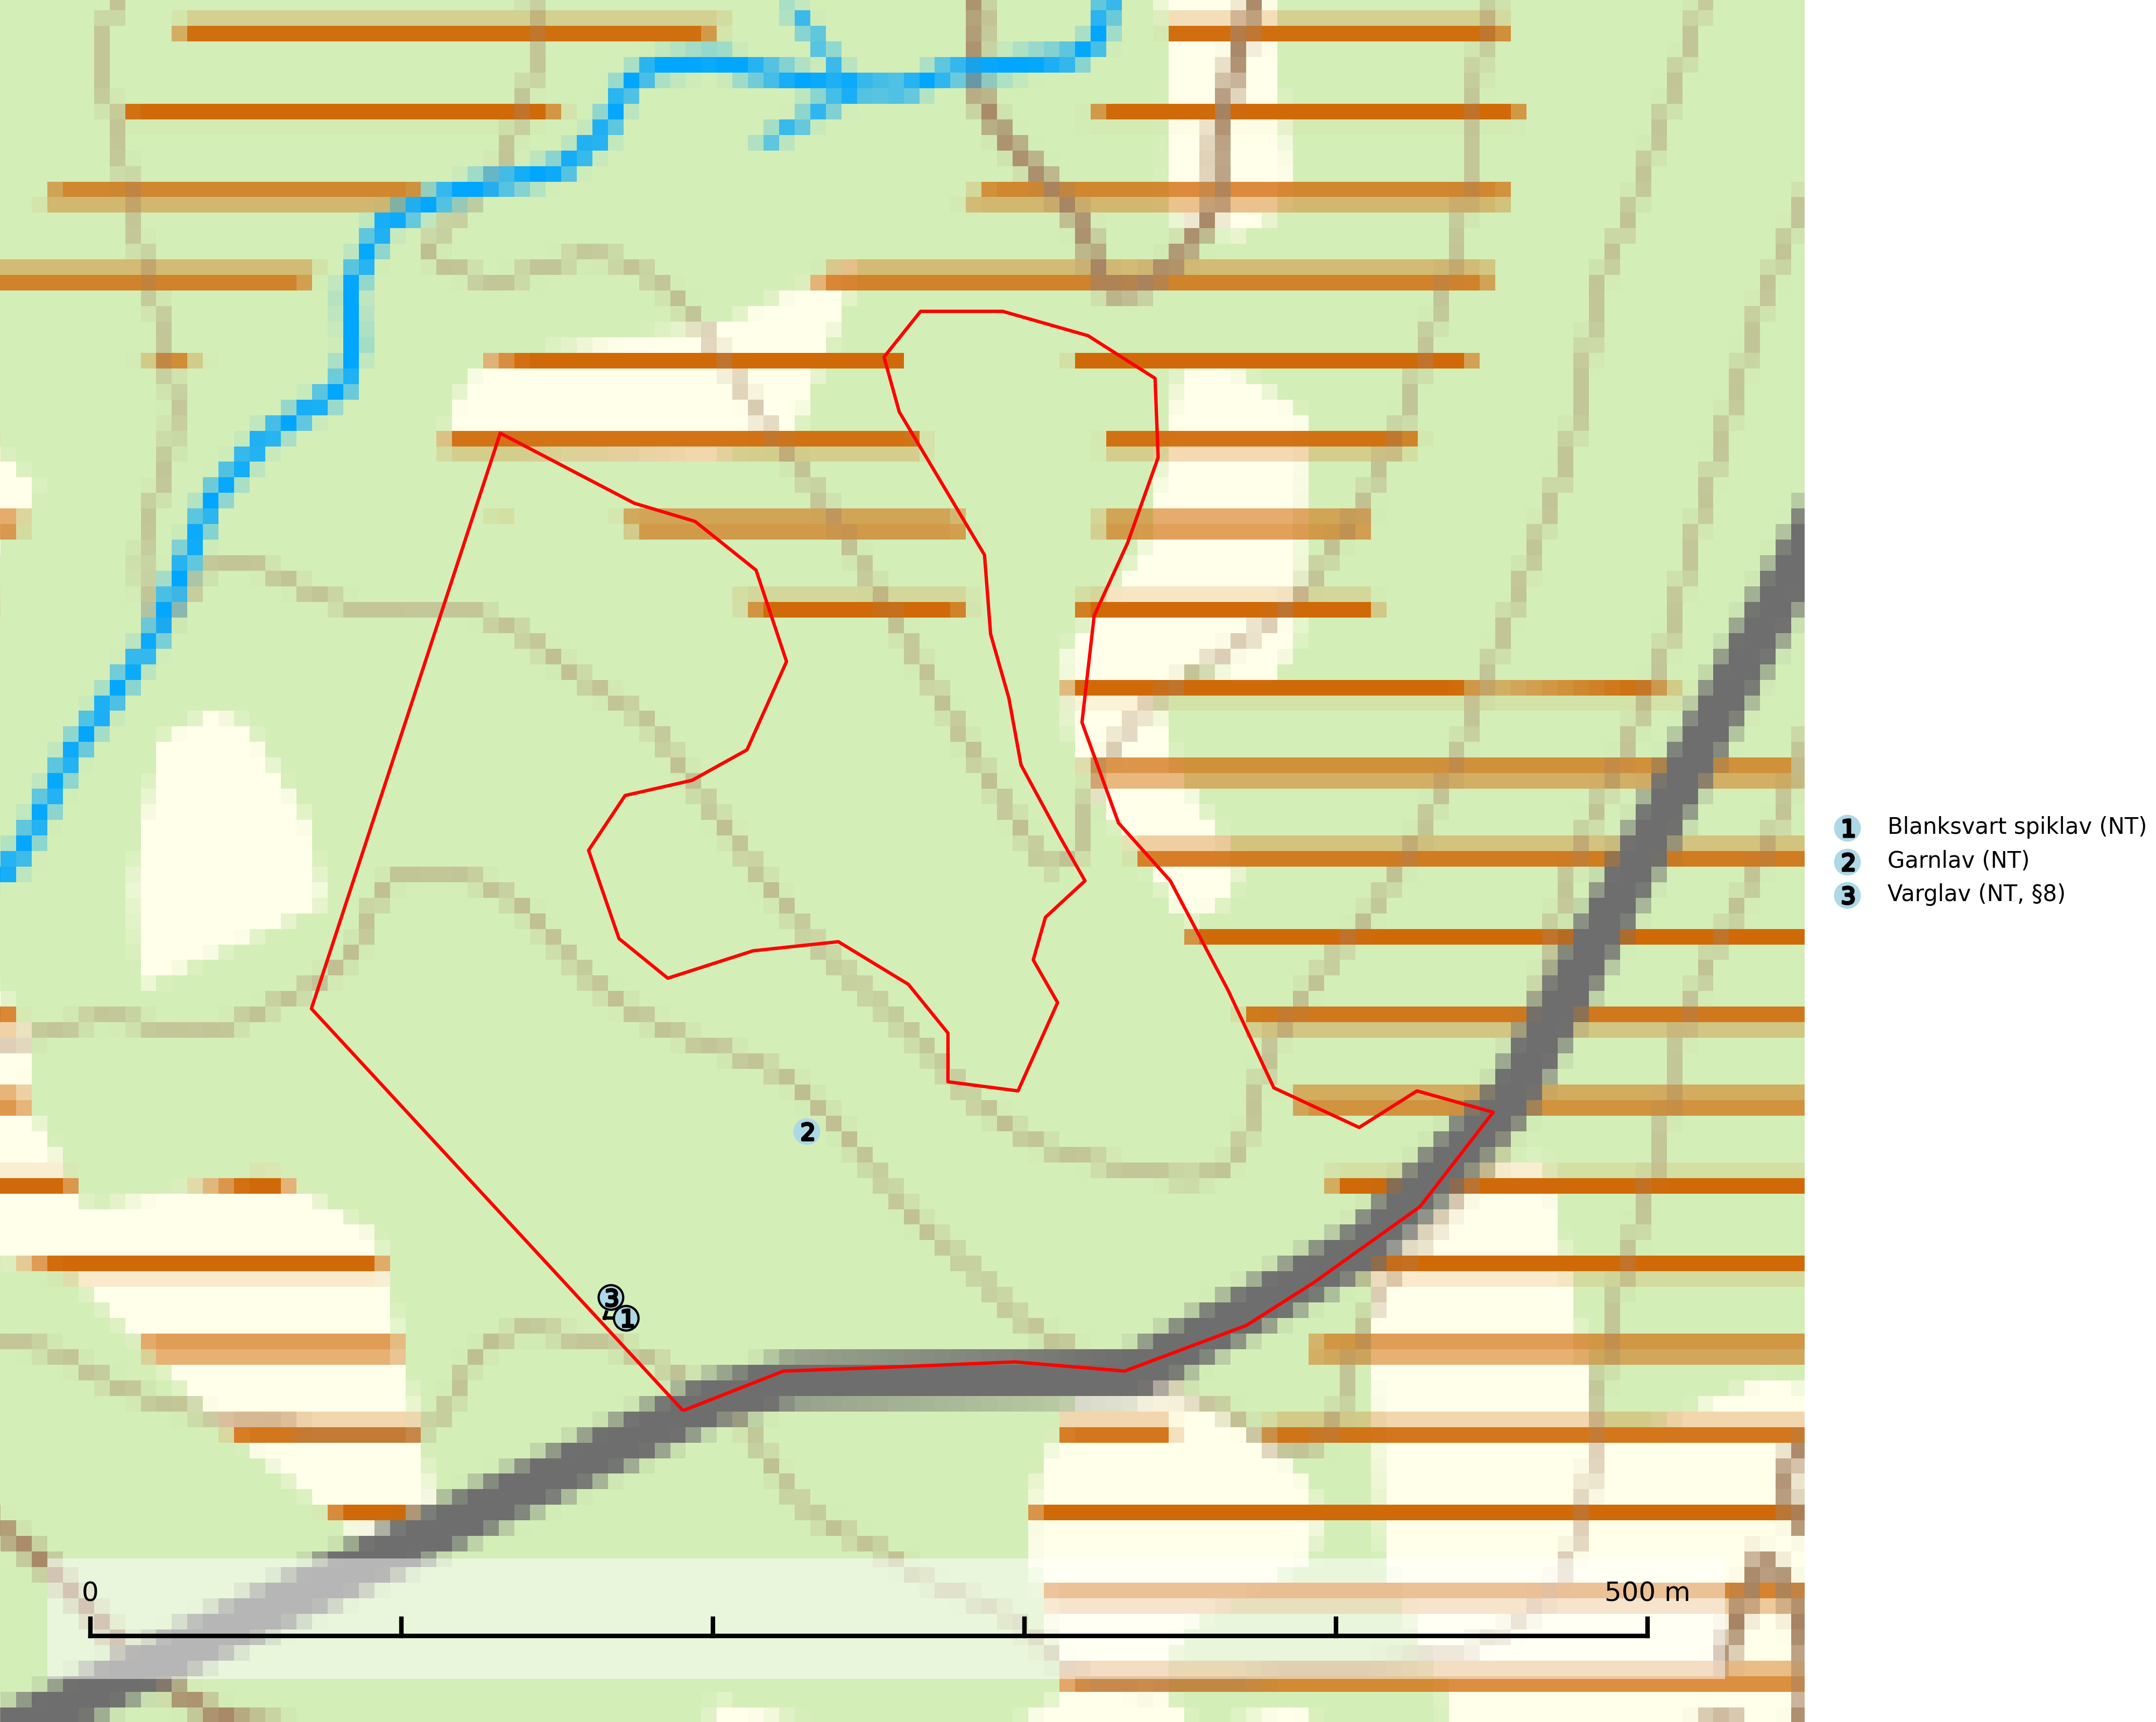 1 Blanksvart spiklav (NT)
2 Garnlav (NT)
3 Varglav (NT, §8)
2
3
1
0 500 m